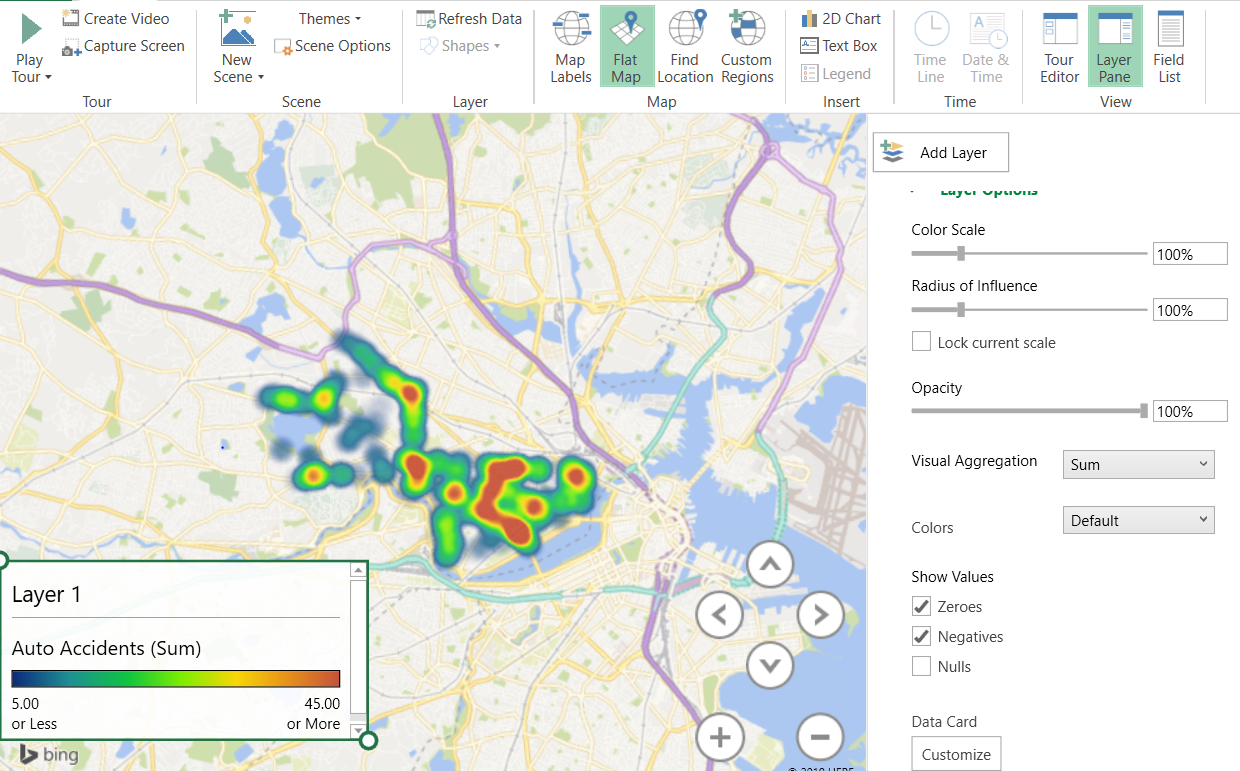 Create Video
Capture Screen
Play
Tour
Tour
New
Scene
Themes
Scene Options
Scene
Refresh Data
Shapes
Layer
Map
Labels
Flat
Map
Find
Location
Custom
Regions
Map
2D Chart
Text Box
Legend
Insert
Time
Line
Date &
Time
Time
Tour
Editor
Layer
Pane
Field
List
View
Add Layer
Layer Options
Color Scale
100%
Radius of Influence
100%
Lock current scale
Opacity
100%
Visual Aggregation
Sum
Colors
Default
Show Values
Zeroes
Negatives
Nulls
Data Card
Customize
Layer 1
Auto Accidents (Sum)
5.00
or Less
45.00
or More
bing
© 2019 HERE